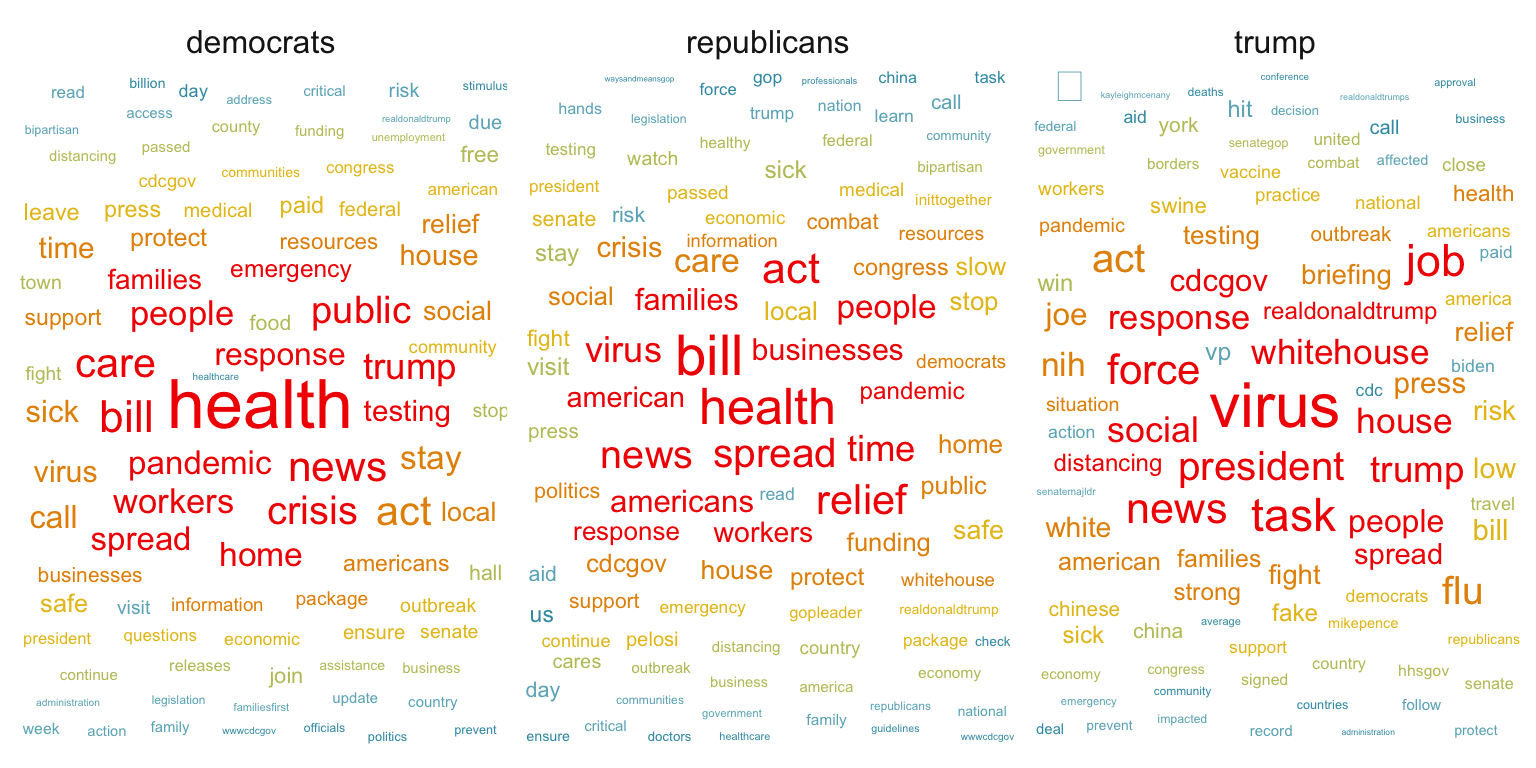 democrats
read billion day address critical risk stimulus
access
bipartisan county funding realdonaldtrump due
unemployment
distancing passed free
cdcgov communities congress
american
leave press medical paid federal
relief
time protect resources house
families emergency
town
support people food public social
care response trump community
fight healthcare
sick bill health testing stop
virus pandemic news stay
workers crisis act local
call
spread home
americans
businesses hall
safe visit information package outbreak
president questions economic ensure senate
continue releases join assistance business
administration legislation familiesfirst update country
week action family wwwcdcgov officials politics prevent
republicans
waysandmeansgop force gop professionals china task
hands legislation trump nation learn call
community
testing watch healthy federal
sick bipartisan
president passed medical inittogether
senate risk economic combat resources
stay crisis information care act congress slow
social families local people stop
fight virus bill businesses
visit democrats
american health pandemic
press
news spread time home
politics americans read relief public
response workers funding safe
aid cdcgov house protect whitehouse
us support emergency gopleader realdonaldtrump
continue pelosi distancing country package check
cares outbreak economy
day business america
communities government family republicans national
ensure critical doctors healthcare guidelines wwwcdcgov
trump
conference
kayleighmcenany deaths realdonaldtrumps approval
federal aid york hit decision call business
government senategop united
borders vaccine combat affected close
workers swine practice national health
pandemic testing outbreak americans
act cdcgov briefing job paid
win
joe response realdonaldtrump america
relief
nih force vp whitehouse biden
cdc press
situation virus house risk
action social
distancing president trump low
senatemajldr
white news task people travel
bill
american families spread
strong fight flu
chinese fake democrats
sick china average mikepence republicans
support
economy congress signed country hhsgov senate
emergency community countries follow
deal prevent impacted record administration protect